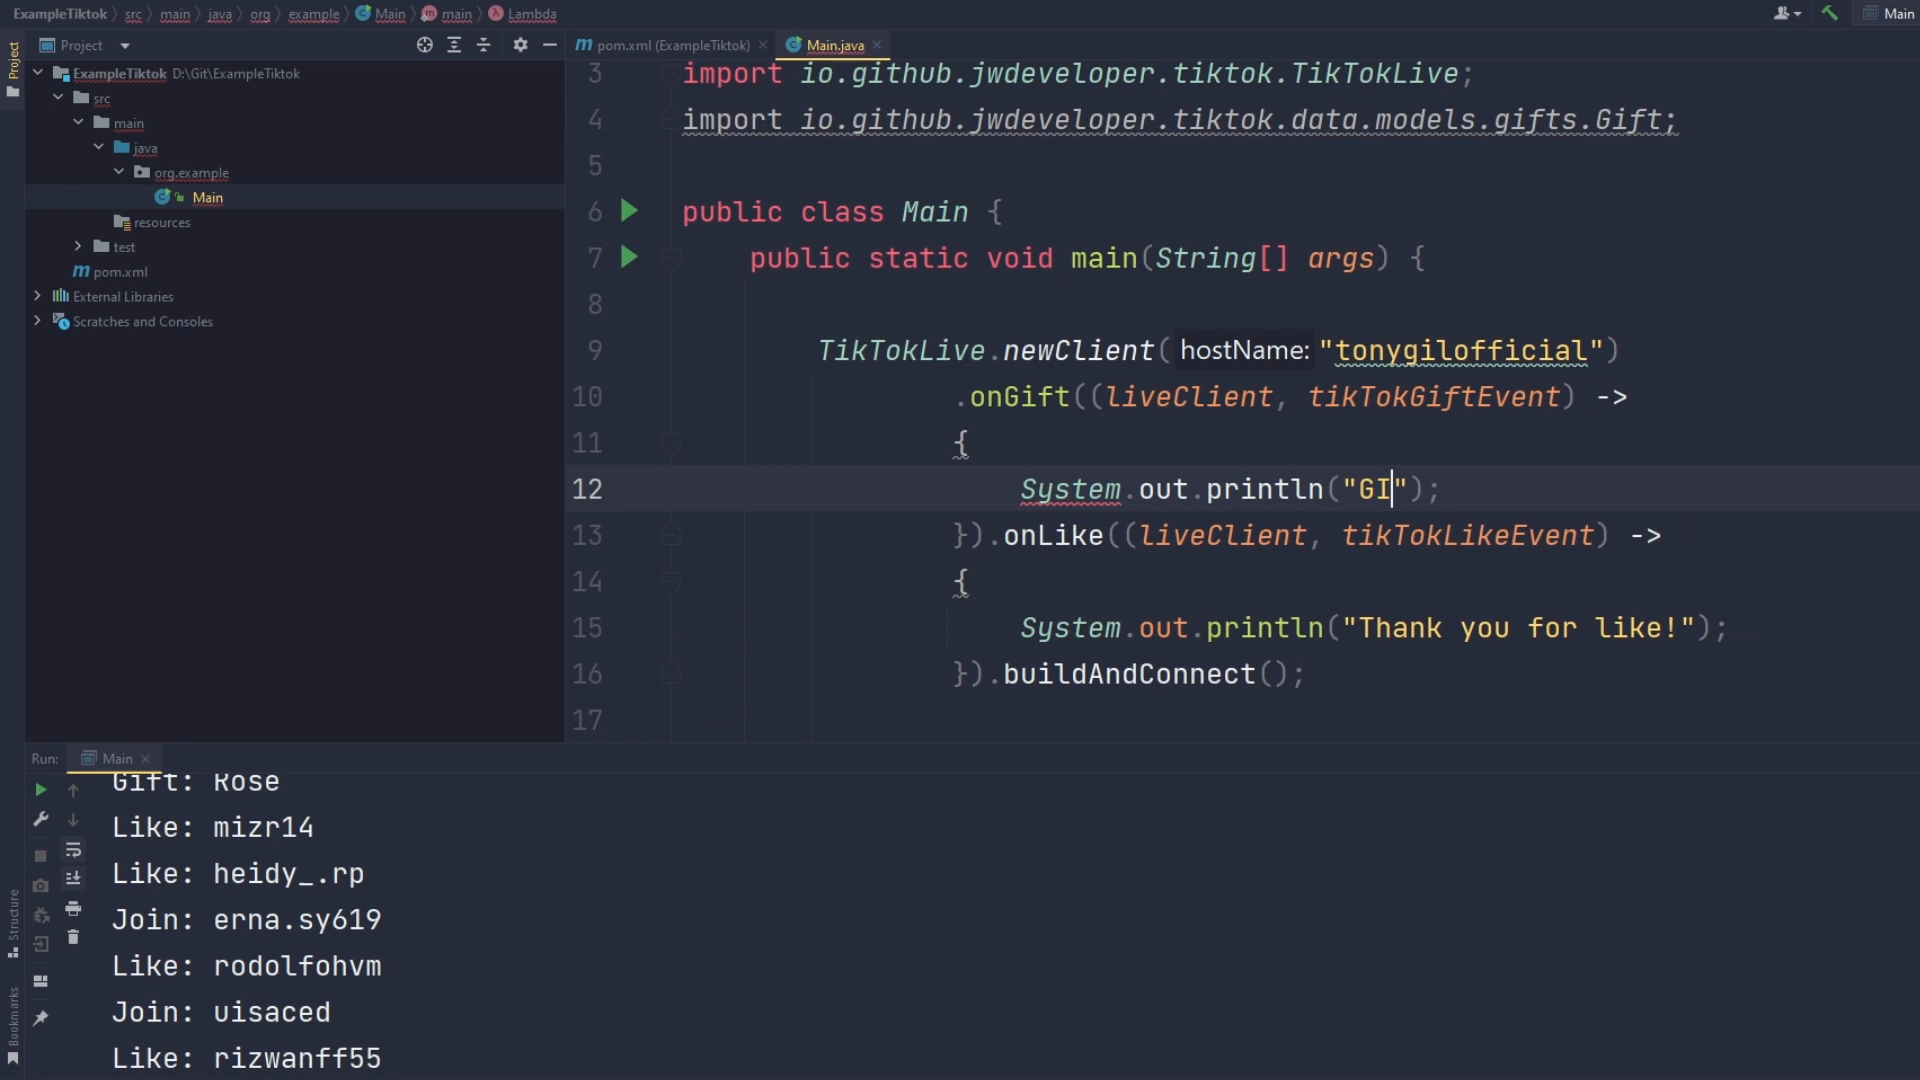 ExampleTiktok src main java org example Main main Lambda
Main
Project
Project
ExampleTiktok D:\Git\ExampleTiktok
src
main
java
org.example
Main
resources
test
pom.xml
External Libraries
Scratches and Consoles
pom.xml (ExampleTiktok)
Main.java
3 import io.github.jwdeveloper.tiktok.TikTokLive;
4 import io.github.jwdeveloper.tiktok.data.models.gifts.Gift;
5
6 public class Main {
7 public static void main(String[] args) {
8
9 TikTokLive.newClient( hostName: "tonygilofficial")
10 .onGift((liveClient, tikTokGiftEvent) ->
11 {
12 System.out.println("GI");
13 }).onLike((liveClient, tikTokLikeEvent) ->
14 {
15 System.out.println("Thank you for like!");
16 }).buildAndConnect();
17
Run: Main
Gift: Rose
Like: mizr14
Like: heidy_.rp
Join: erna.sy619
Like: rodolfohvm
Join: uisaced
Like: rizwanff55
Structure
Bookmarks